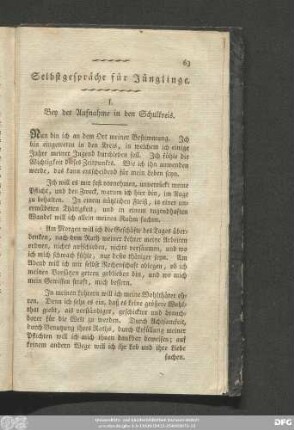 63
Selbstgespräche für Jünglinge.
I.
Bey der Aufnahme in den Schulkreis.
Nun bin ich an dem Ort meiner Bestimmung. Ich
bin eingetreten in den Kreis, in welchem ich einige
Jahre meiner Jugend durchleben soll. Ich fühle die
Wichtigkeit dieses Zeitpunkts. Wie ich ihn anwenden
werde, das kann entscheidend für mein Leben seyn.
Ich will es mir fest vornehmen, unverrückt meine
Pflicht, und den Zweck, warum ich hier bin, im Auge
zu behalten. In einem nützlichen Fleiß, in einer un-
ermüdeten Thätigkeit, und in einem tugendhaften
Wandel will ich allein meinen Ruhm suchen.
Am Morgen will ich die Geschäfte des Tages über-
denken, nach dem Rath meiner Lehrer meine Arbeiten
ordnen, nichts aufschieben, nichts versäumen, und wo
ich mich schwach fühle, nur desto fleißiger seyn. Am
Abend will ich mir selbst Rechenschaft ablegen, ob ich
meinen Vorsätzen getreu geblieben bin, und wo mich
mein Gewissen straft, mich bessern.
In meinen Lehrern will ich meine Wohlthäter eh-
ren. Denn ich sehe es ein, daß es keine größere Wohl-
that giebt, als verständiger, geschickter und brauch-
barer für die Welt zu werden. Durch Achtsamkeit,
durch Benutzung ihres Raths, durch Erfüllung meiner
Pflichten will ich mich ihnen dankbar beweisen; auf
keinem andern Wege will ich ihr Lob und ihre Liebe
suchen.